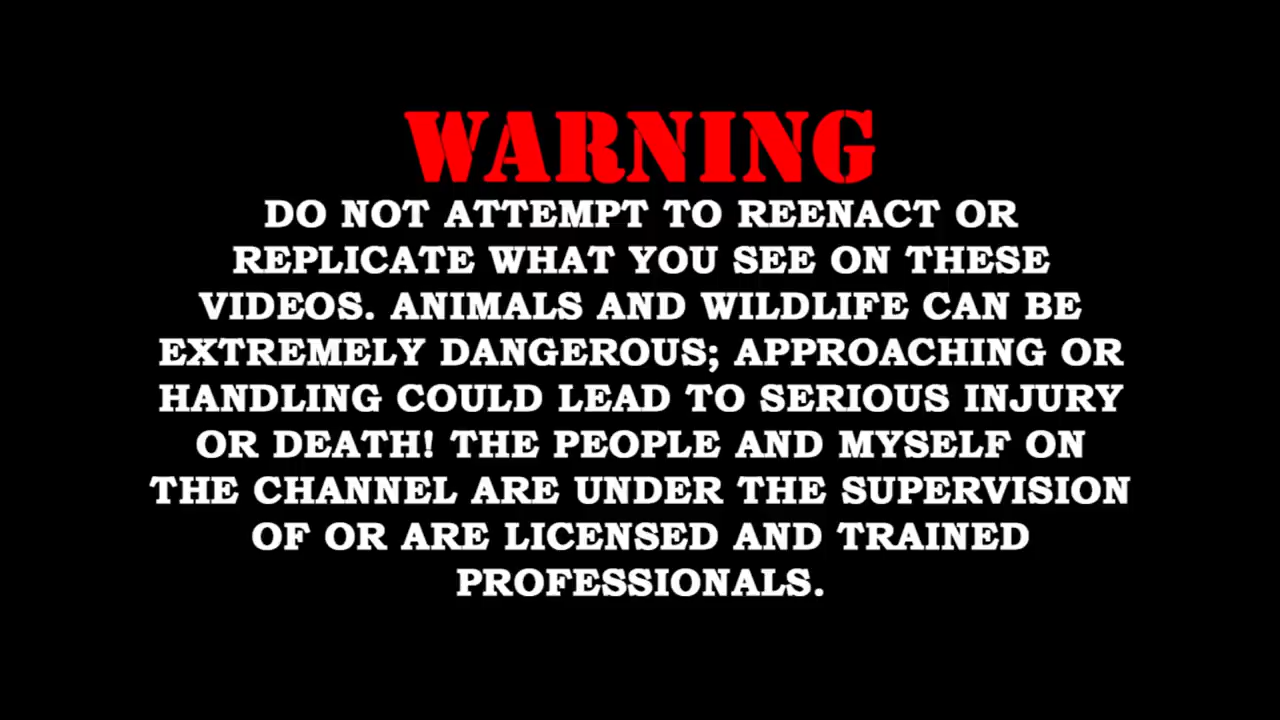 WARNING
DO NOT ATTEMPT TO REENACT OR
REPLICATE WHAT YOU SEE ON THESE
VIDEOS. ANIMALS AND WILDLIFE CAN BE
EXTREMELY DANGEROUS; APPROACHING OR
HANDLING COULD LEAD TO SERIOUS INJURY
OR DEATH! THE PEOPLE AND MYSELF ON
THE CHANNEL ARE UNDER THE SUPERVISION
OF OR ARE LICENSED AND TRAINED
PROFESSIONALS.